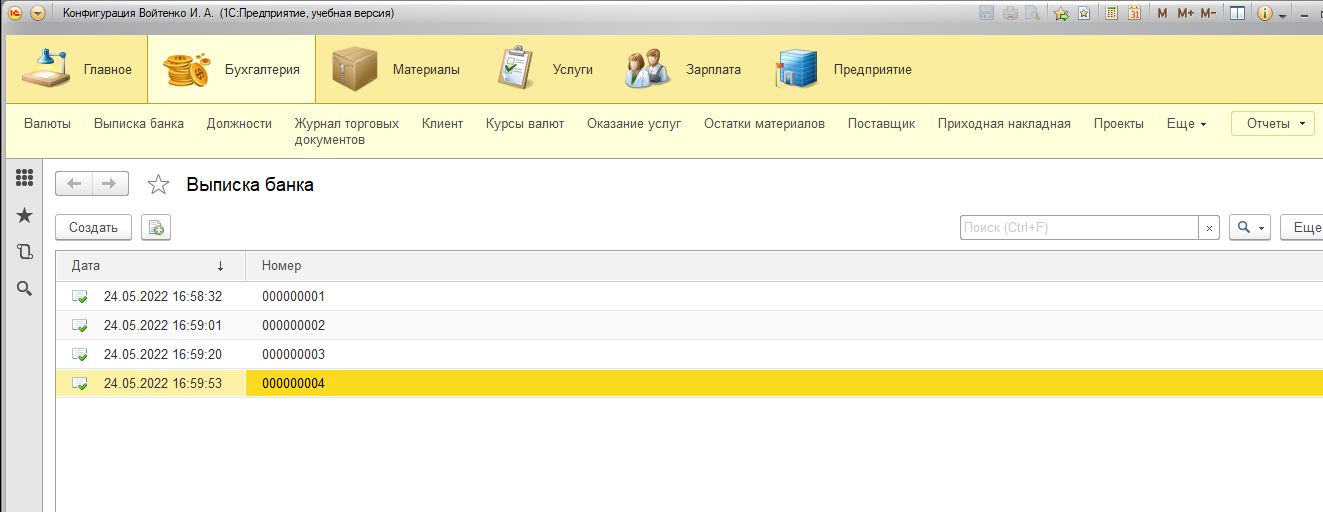 Конфигурация Войтенко И. А. (1С:Предприятие, учебная версия)
31 M M+ M- i
Главное Бухгалтерия Материалы Услуги Зарплата Предприятие
Валюты Выписка банка Должности Журнал торговых документов Клиент Курсы валют Оказание услуг Остатки материалов Поставщик Приходная накладная Проекты Еще Отчеты
Выписка банка
Создать Поиск (Ctrl+F) × Еще
Дата ↓ Номер
24.05.2022 16:58:32 000000001
24.05.2022 16:59:01 000000002
24.05.2022 16:59:20 000000003
24.05.2022 16:59:53 000000004